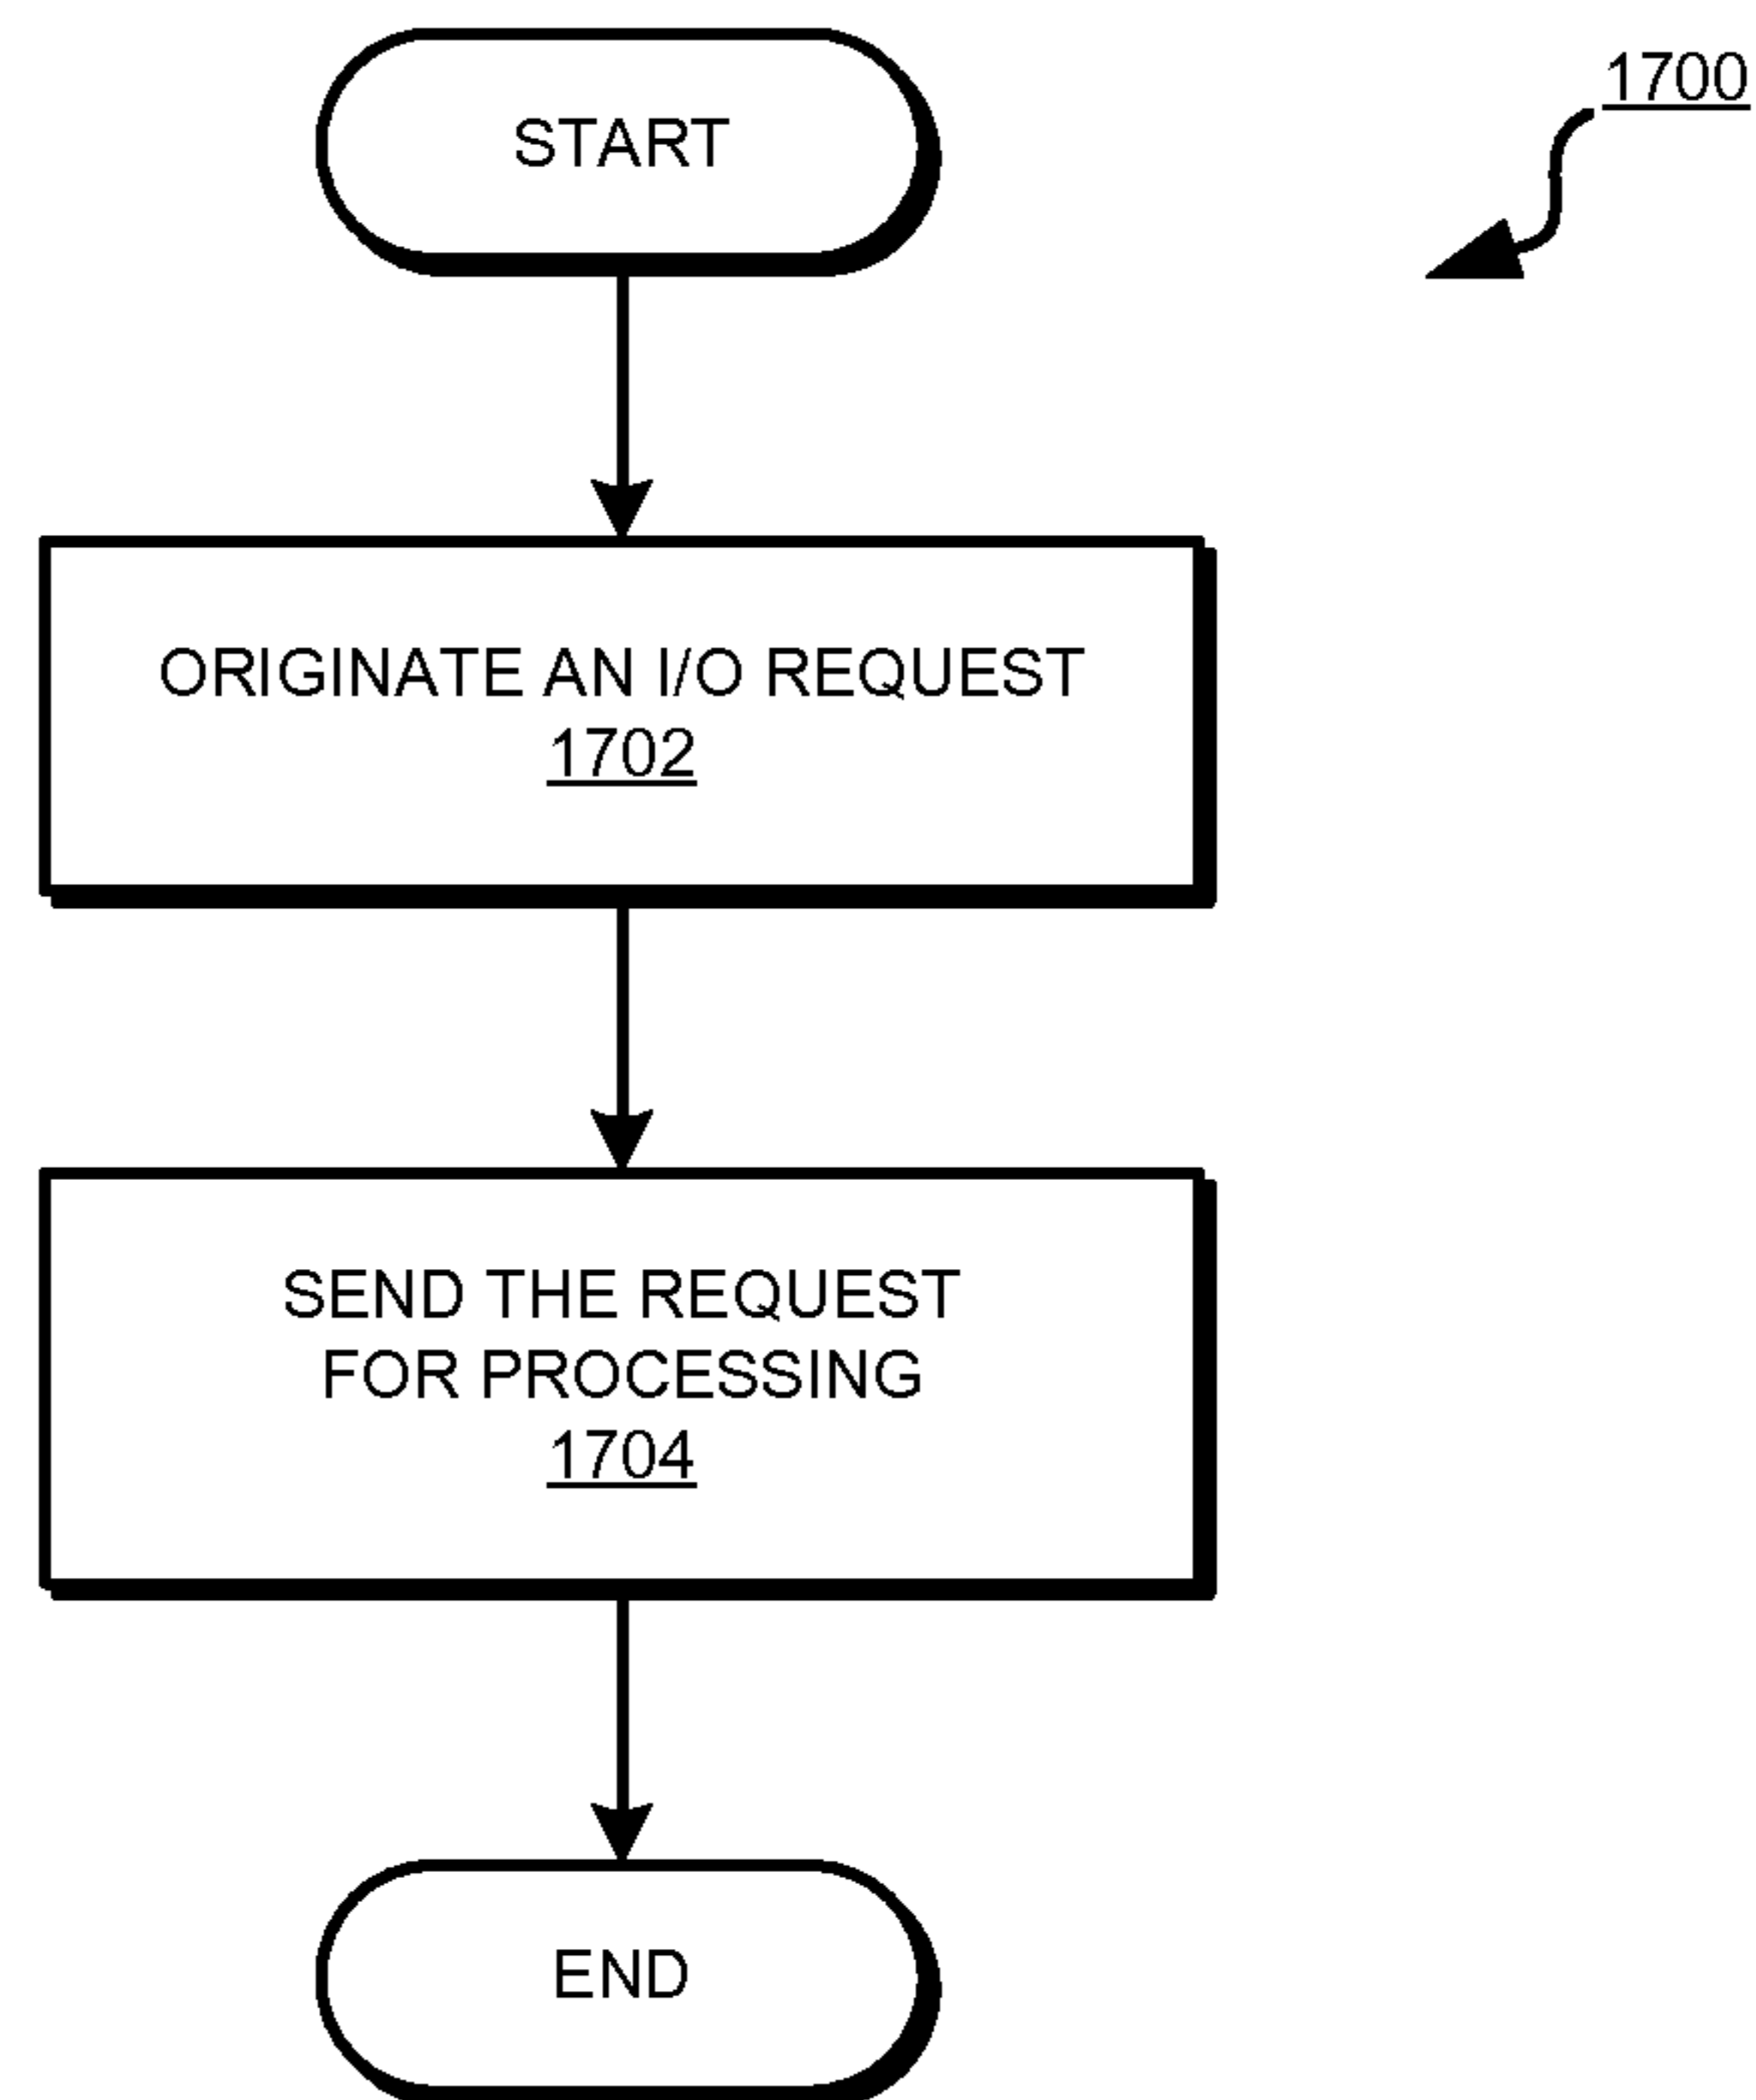 1700
START
ORIGINATE AN I/O REQUEST
1702
SEND THE REQUEST
FOR PROCESSING
1704
END